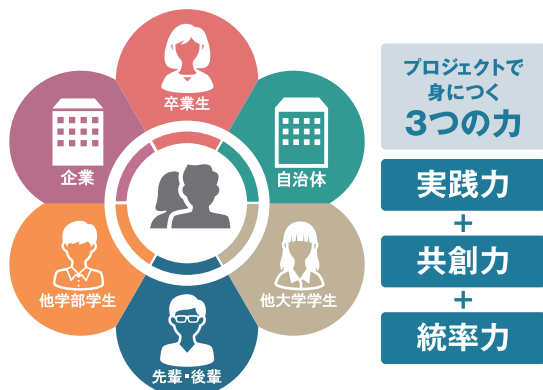 卒業生
企業
自治体
他学部学生
他大学学生
先輩・後輩
プロジェクトで
身につく
3つの力
実践力
+
共創力
+
統率力